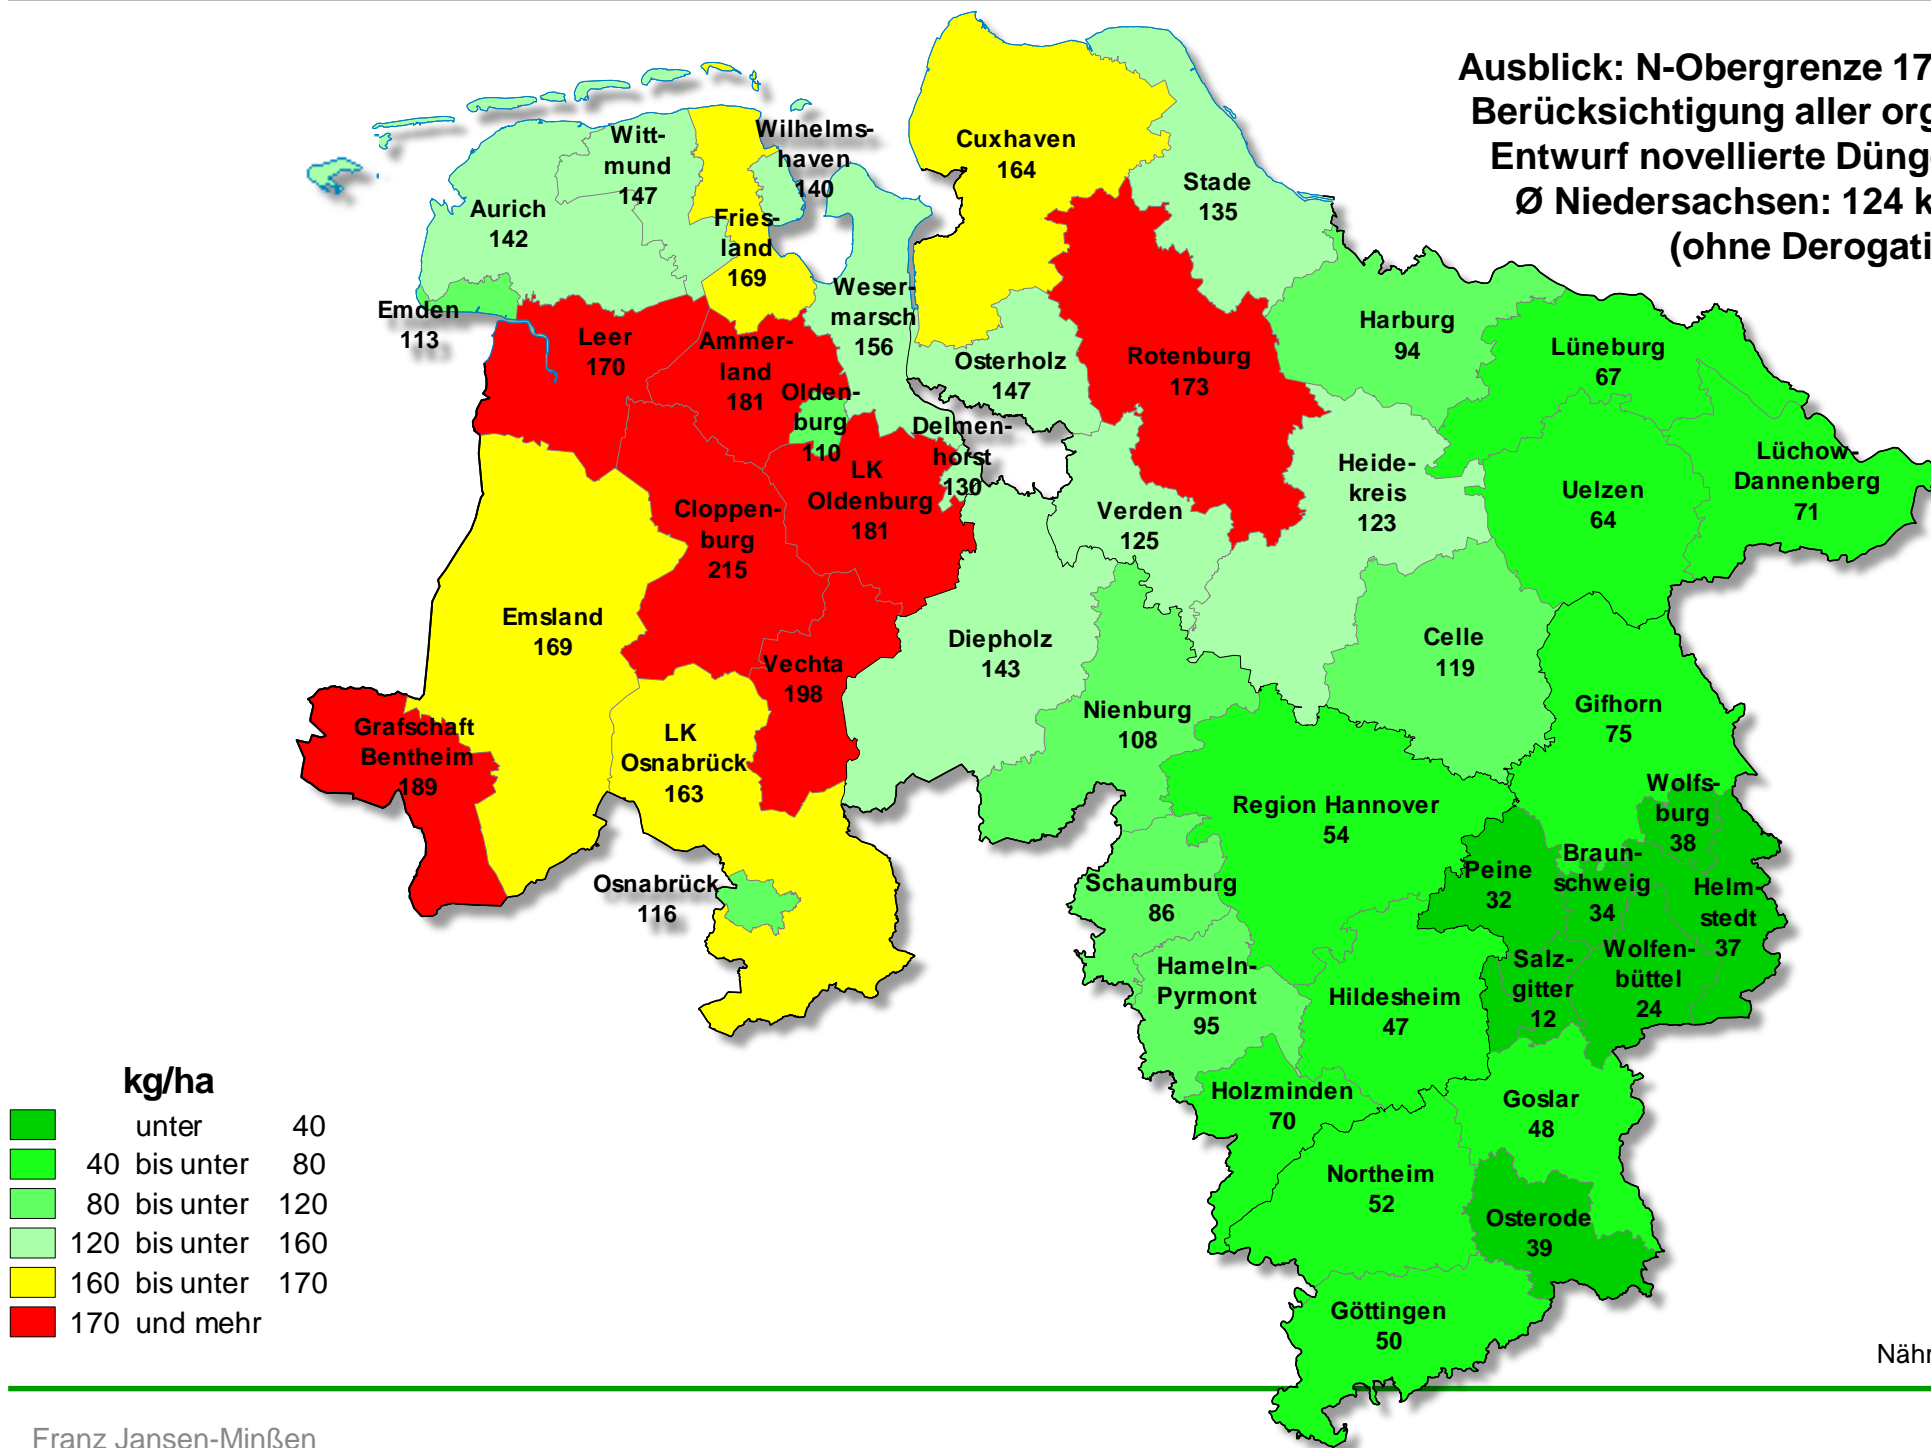 Ausblick: N-Obergrenze 17
Berücksichtigung aller org
Entwurf novellierte Düng
Ø Niedersachsen: 124 k
(ohne Derogati
Cuxhaven
164
Wilhelms-
haven
140
Witt-
mund
147
Stade
135
Aurich
142
Fries-
land
169
Weser-
marsch
156
Emden
113
Leer
170
Ammer-
land
181
Osterholz
147
Rotenburg
173
Harburg
94
Lüneburg
67
Olden-
burg
110
Delmen-
horst
130
LK
Oldenburg
181
Heide-
kreis
123
Lüchow-
Dannenberg
71
Uelzen
64
Cloppen-
burg
215
Verden
125
Emsland
169
Diepholz
143
Celle
119
Vechta
198
Gifhorn
75
Nienburg
108
Grafschaft
Bentheim
189
LK
Osnabrück
163
Region Hannover
54
Wolfs-
burg
38
Peine
32
Braun-
schweig
34
Helm-
stedt
37
Osnabrück
116
Schaumburg
86
Hameln-
Pyrmont
95
Salz-
gitter
12
Wolfen-
büttel
24
Hildesheim
47
Holzminden
70
Goslar
48
Northeim
52
Osterode
39
Göttingen
50
kg/ha
unter 40
40 bis unter 80
80 bis unter 120
120 bis unter 160
160 bis unter 170
170 und mehr
Nähr
Franz Jansen-Minßen